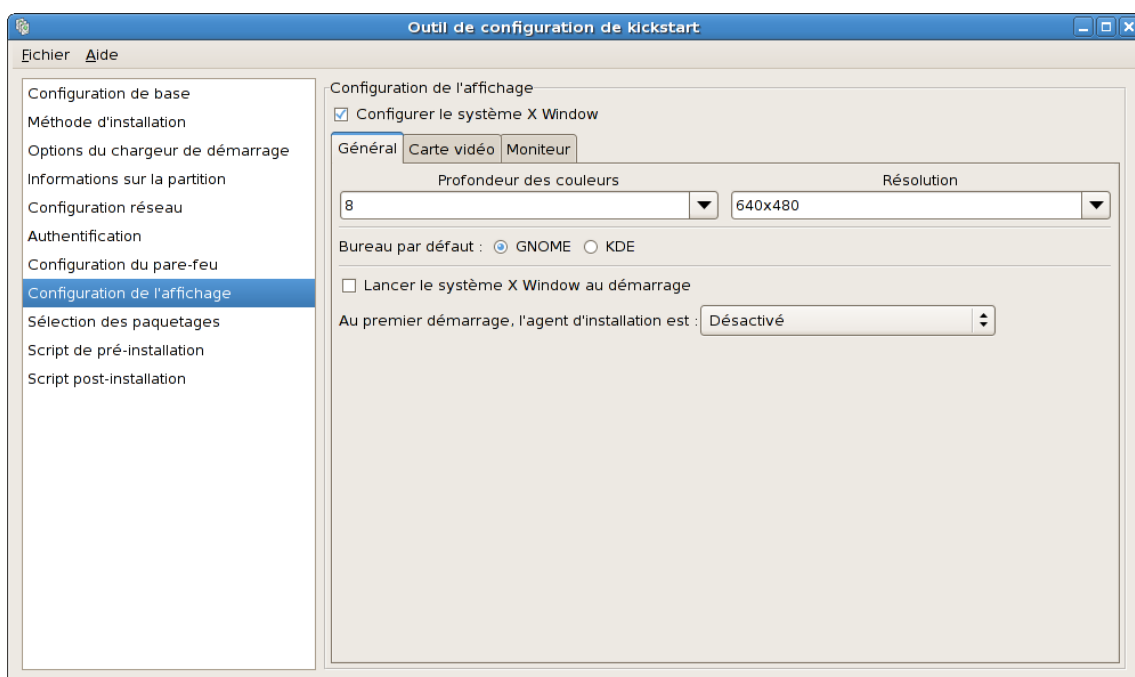 Outil de configuration de kickstart
Fichier Aide
Configuration de base
Méthode d'installation
Options du chargeur de démarrage
Informations sur la partition
Configuration réseau
Authentification
Configuration du pare-feu
Configuration de l'affichage
Sélection des paquetages
Script de pré-installation
Script post-installation
Configuration de l'affichage
Configurer le système X Window
Général Carte vidéo Moniteur
Profondeur des couleurs Résolution
8 640x480
Bureau par défaut : GNOME KDE
Lancer le système X Window au démarrage
Au premier démarrage, l'agent d'installation est : Désactivé